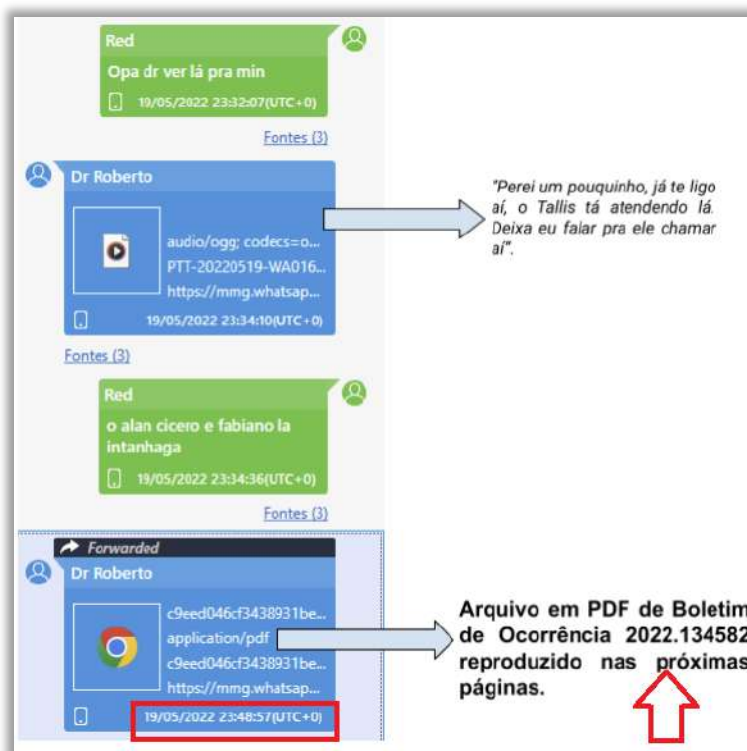 Red
Opa dr ver lá pra min
19/05/2022 23:32:07(UTC+0)
Fontes (3)
Dr Roberto
audio/ogg; codecs=o...
PTT-20220519-WA016...
https://mmg.whatsap...
19/05/2022 23:34:10(UTC+0)
"Perei um pouquinho, já te ligo
aí, o Tallis tá atendendo lá.
Deixa eu falar pra ele chamar
aí".
Fontes (3)
Red
o alan cicero e fabiano la
intanhaga
19/05/2022 23:34:36(UTC+0)
Fontes (3)
Forwarded
Dr Roberto
c9eed046cf3438931be...
application/pdf
c9eed046cf3438931be...
https://mmg.whatsap...
19/05/2022 23:48:57(UTC+0)
Arquivo em PDF de Boletim
de Ocorrência 2022.134582
reproduzido nas próximas
páginas.